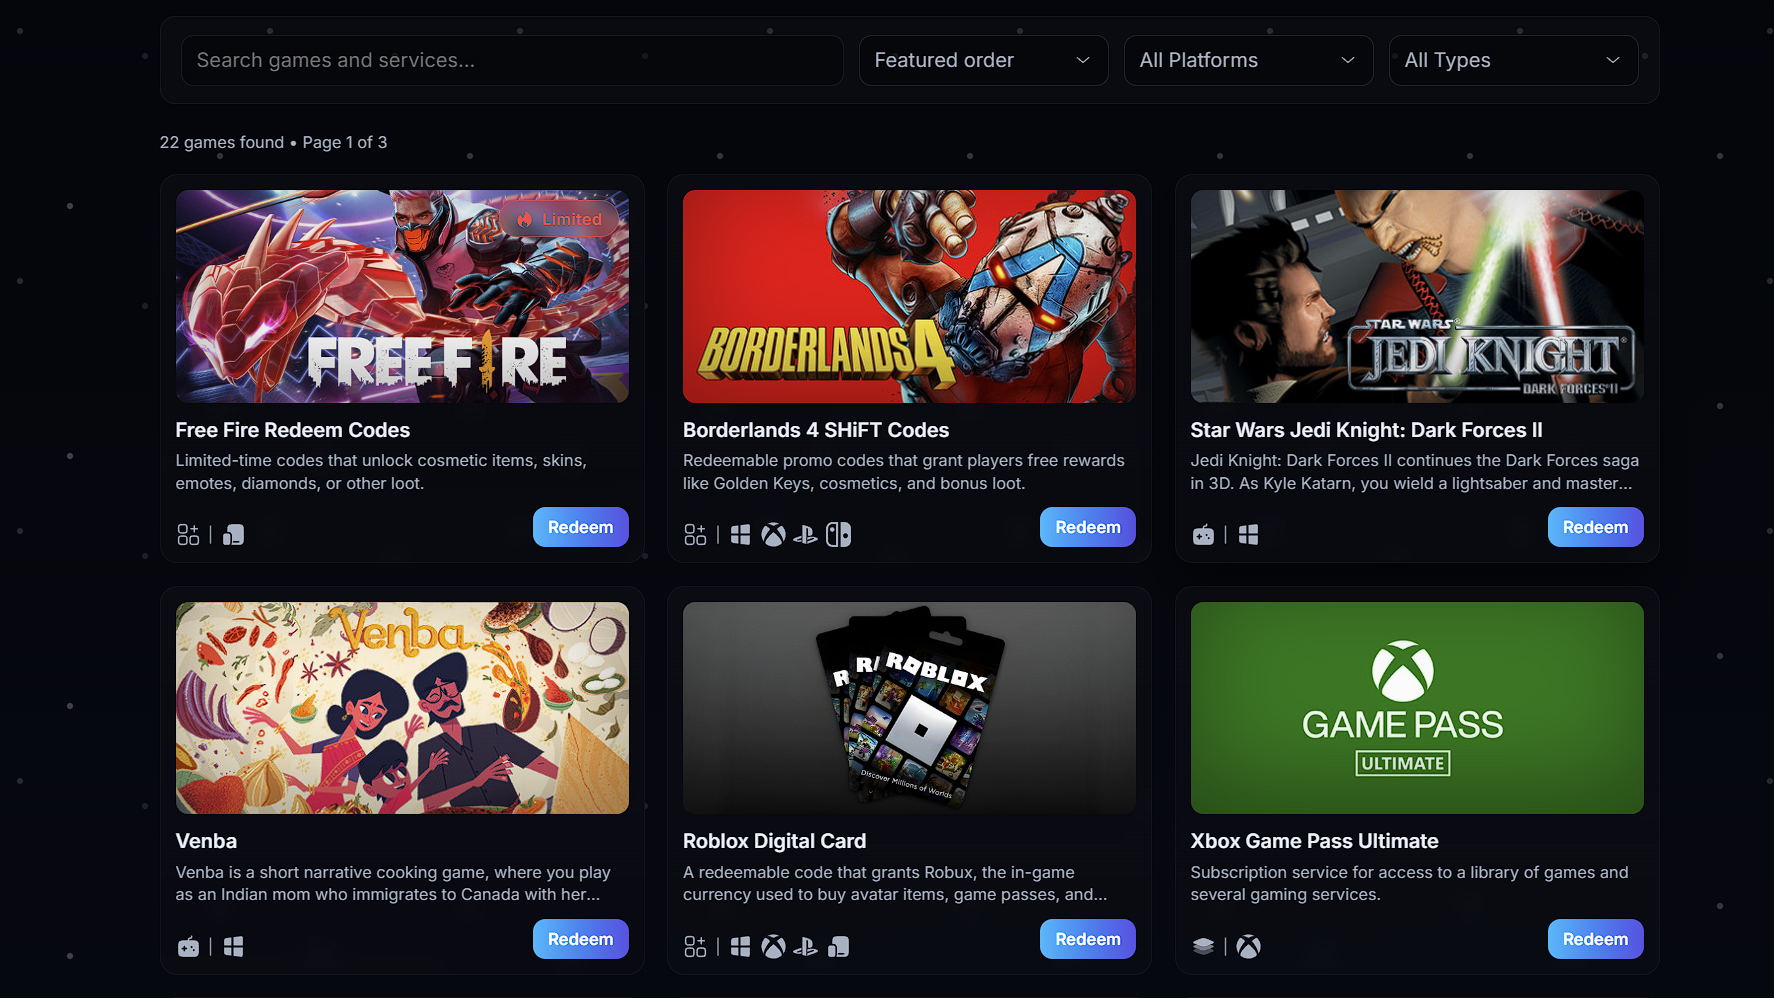 Search games and services...
Featured order
All Platforms
All Types
22 games found • Page 1 of 3
Limited
FREE FIRE
BORDERLANDS 4
STAR WARS®
JEDI KNIGHT
DARK FORCES II
Free Fire Redeem Codes
Limited-time codes that unlock cosmetic items, skins,
emotes, diamonds, or other loot.
Redeem
Borderlands 4 SHiFT Codes
Redeemable promo codes that grant players free rewards
like Golden Keys, cosmetics, and bonus loot.
Redeem
Star Wars Jedi Knight: Dark Forces II
Jedi Knight: Dark Forces II continues the Dark Forces saga
in 3D. As Kyle Katarn, you wield a lightsaber and master...
Redeem
Venba
R
R
ROBLOX
Discover Millions of Worlds
GAME PASS
ULTIMATE
Venba
Venba is a short narrative cooking game, where you play
as an Indian mom who immigrates to Canada with her...
Redeem
Roblox Digital Card
A redeemable code that grants Robux, the in-game
currency used to buy avatar items, game passes, and...
Redeem
Xbox Game Pass Ultimate
Subscription service for access to a library of games and
several gaming services.
Redeem